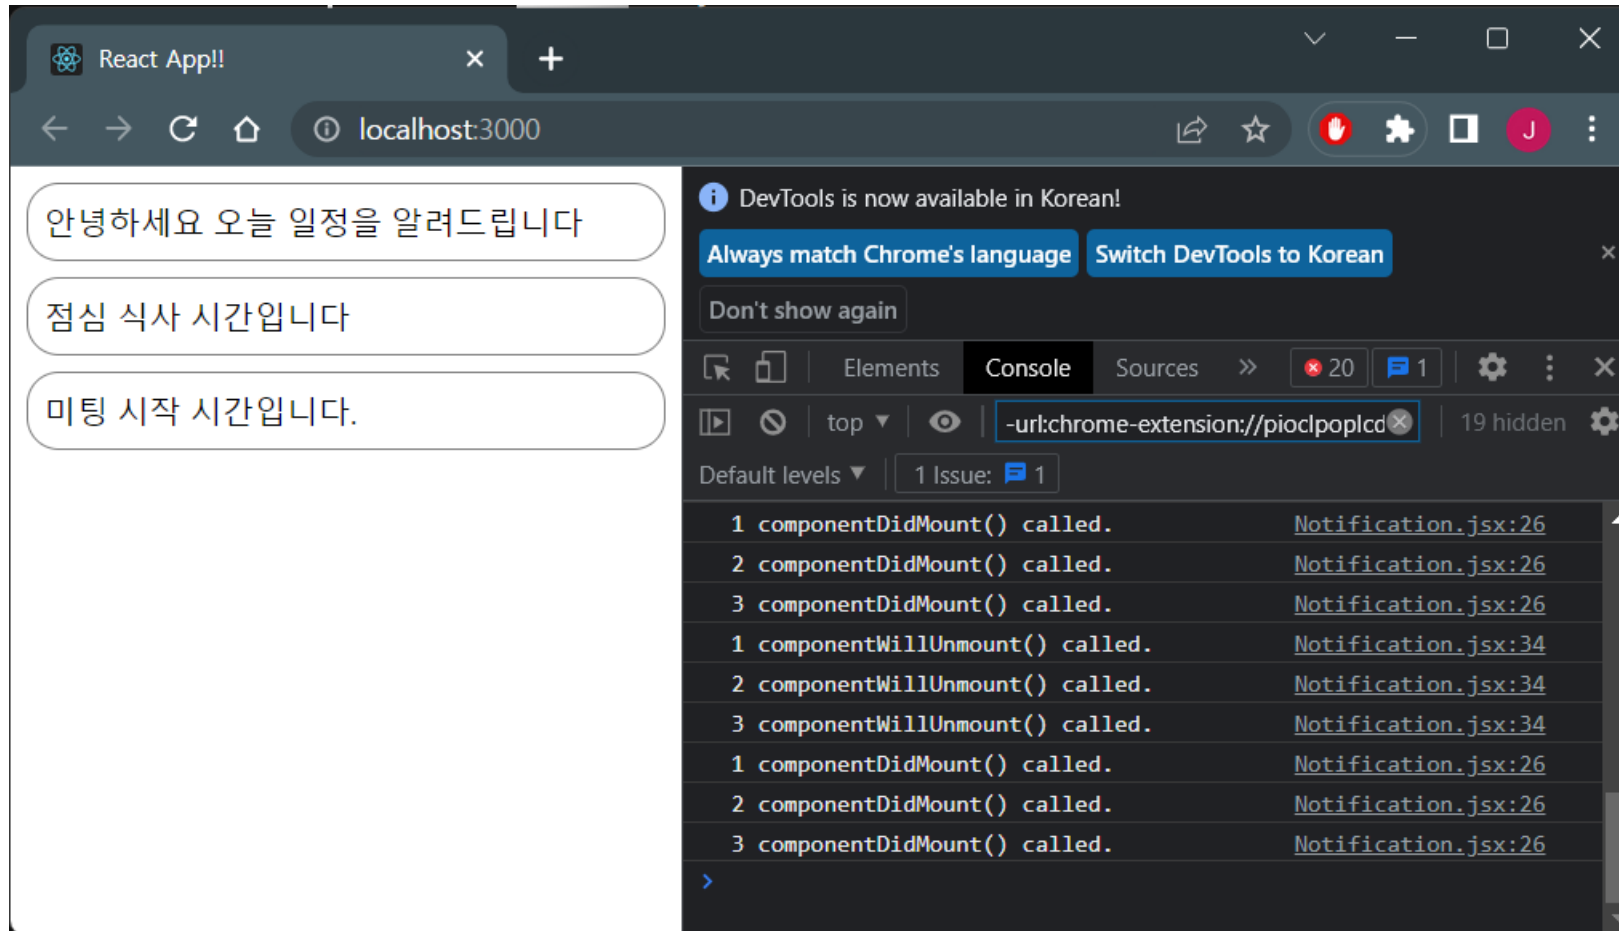 React App!!
localhost:3000
J
안녕하세요 오늘 일정을 알려드립니다
점심 식사 시간입니다
미팅 시작 시간입니다.
DevTools is now available in Korean!
Always match Chrome's language
Switch DevTools to Korean
Don't show again
Elements
Console
Sources
20
1
top
-url:chrome-extension://pioclpoplcd
19 hidden
Default levels
1 Issue: 1
1 componentDidMount() called. Notification.jsx:26
2 componentDidMount() called. Notification.jsx:26
3 componentDidMount() called. Notification.jsx:26
1 componentWillUnmount() called. Notification.jsx:34
2 componentWillUnmount() called. Notification.jsx:34
3 componentWillUnmount() called. Notification.jsx:34
1 componentDidMount() called. Notification.jsx:26
2 componentDidMount() called. Notification.jsx:26
3 componentDidMount() called. Notification.jsx:26